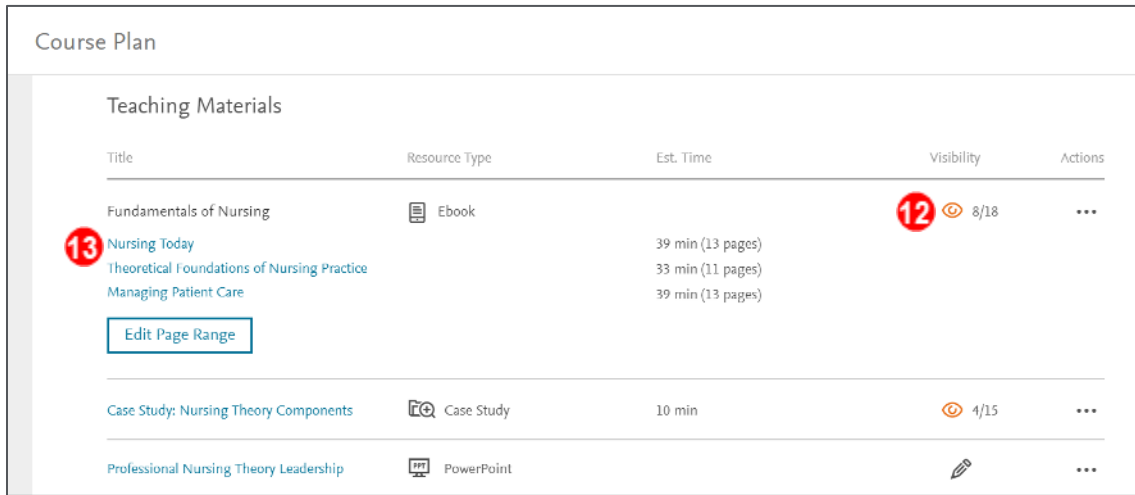 Course Plan
Teaching Materials
Title Resource Type Est. Time Visibility Actions
Fundamentals of Nursing Ebook 12 8/18
13 Nursing Today 39 min (13 pages)
Theoretical Foundations of Nursing Practice 33 min (11 pages)
Managing Patient Care 39 min (13 pages)
Edit Page Range
Case Study: Nursing Theory Components Case Study 10 min 4/15
Professional Nursing Theory Leadership PPT PowerPoint